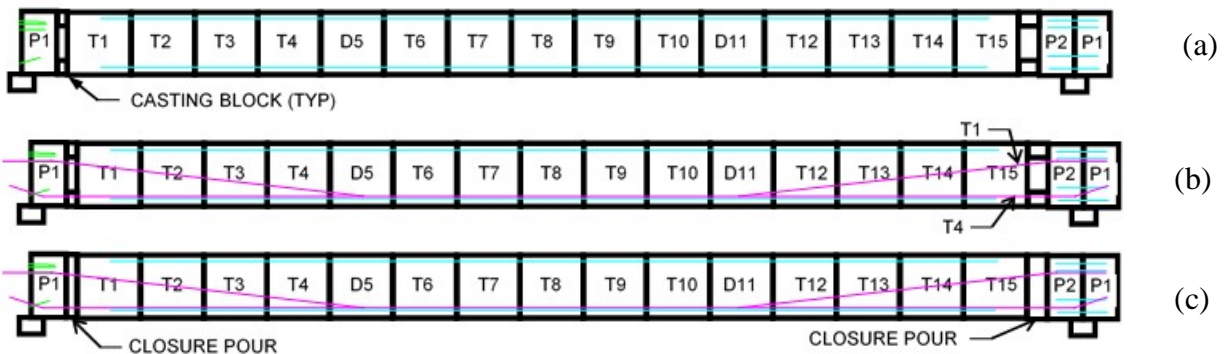 P1 T1 T2 T3 T4 D5 T6 T7 T8 T9 T10 D11 T12 T13 T14 T15 P2 P1 (a)
CASTING BLOCK (TYP)
T1
P1 T1 T2 T3 T4 D5 T6 T7 T8 T9 T10 D11 T12 T13 T14 T15 P2 P1 (b)
T4
P1 T1 T2 T3 T4 D5 T6 T7 T8 T9 T10 D11 T12 T13 T14 T15 P2 P1 (c)
CLOSURE POUR CLOSURE POUR